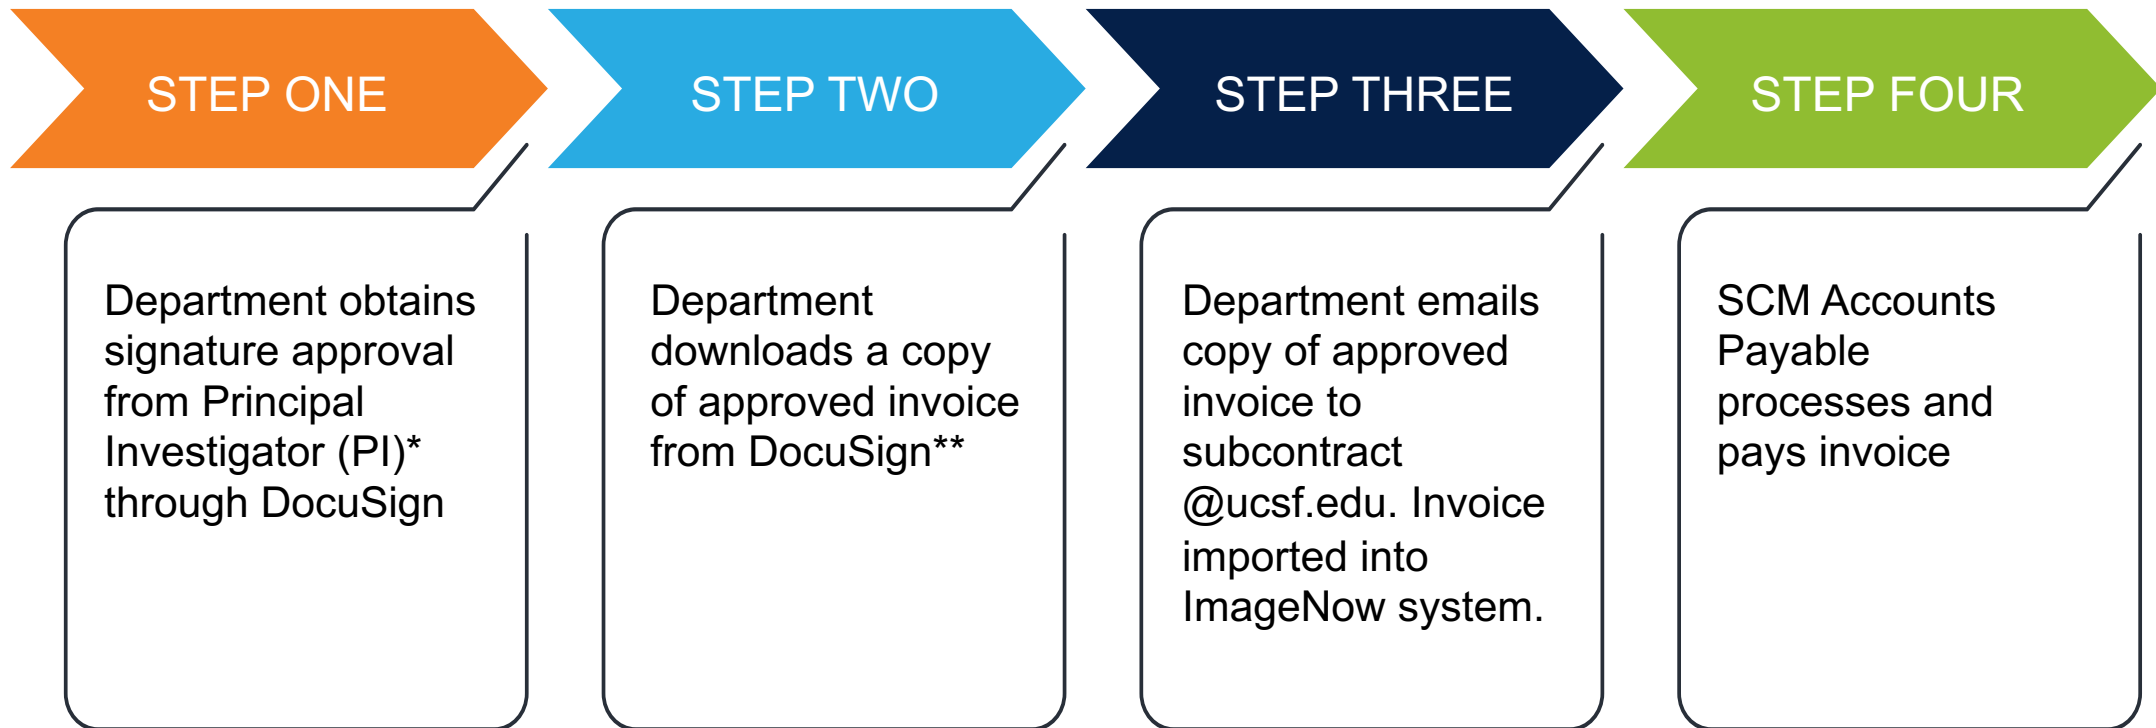 STEP ONE
Department obtains
signature approval
from Principal
Investigator (PI)*
through DocuSign
STEP TWO
Department
downloads a copy
of approved invoice
from DocuSign**
STEP THREE
Department emails
copy of approved
invoice to
subcontract
@ucsf.edu. Invoice
imported into
ImageNow system.
STEP FOUR
SCM Accounts
Payable
processes and
pays invoice